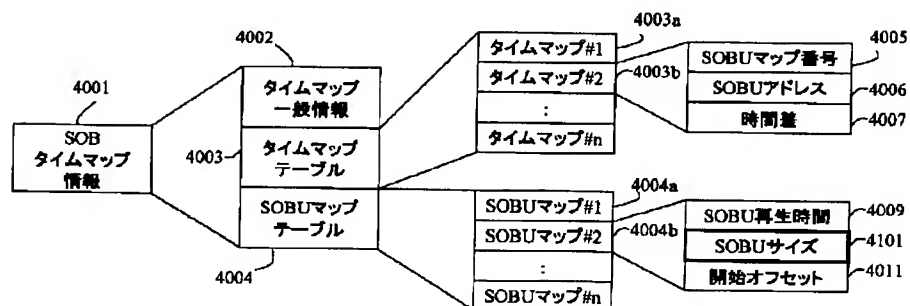 4001
SOB
タイムマップ
情報
4002
タイムマップ
一般情報
4003
タイムマップ
テーブル
SOBUマップ
テーブル
4004
4003a
タイムマップ#1
タイムマップ#2
4003b
:
タイムマップ#n
SOBUマップ番号
4005
SOBUアドレス
4006
時間差
4007
4004a
SOBUマップ#1
SOBUマップ#2
4004b
:
SOBUマップ#n
SOBU再生時間
4009
SOBUサイズ
4101
開始オフセット
4011